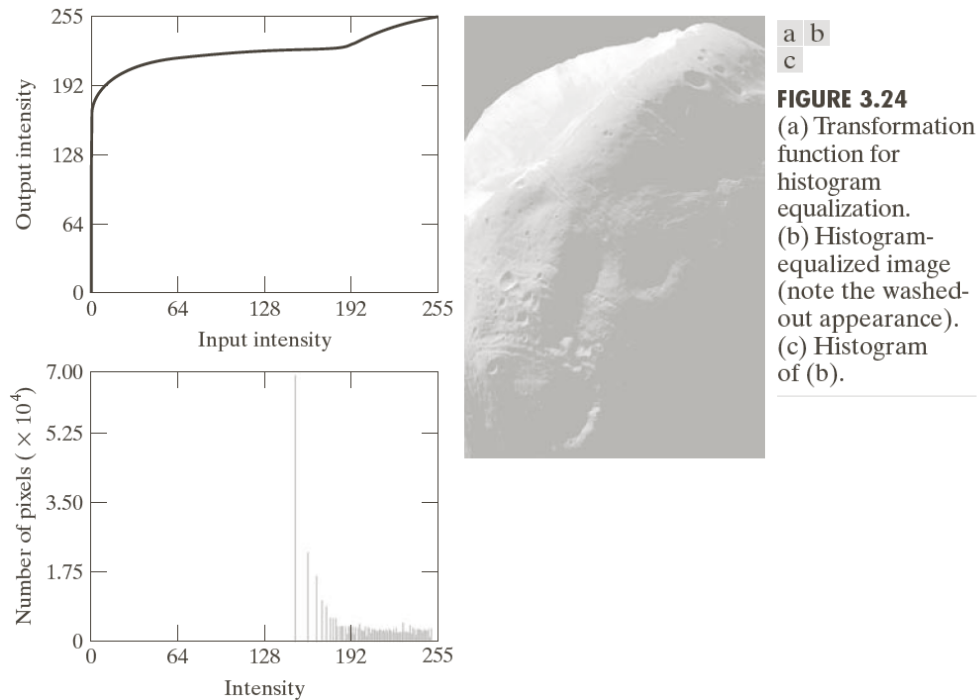 255
192
128
64
0
Output intensity
0 64 128 192 255
Input intensity
7.00
5.25
3.50
1.75
0
Number of pixels ( × 10⁴)
0 64 128 192 255
Intensity
a b
c
FIGURE 3.24
(a) Transformation
function for
histogram
equalization.
(b) Histogram-
equalized image
(note the washed-
out appearance).
(c) Histogram
of (b).